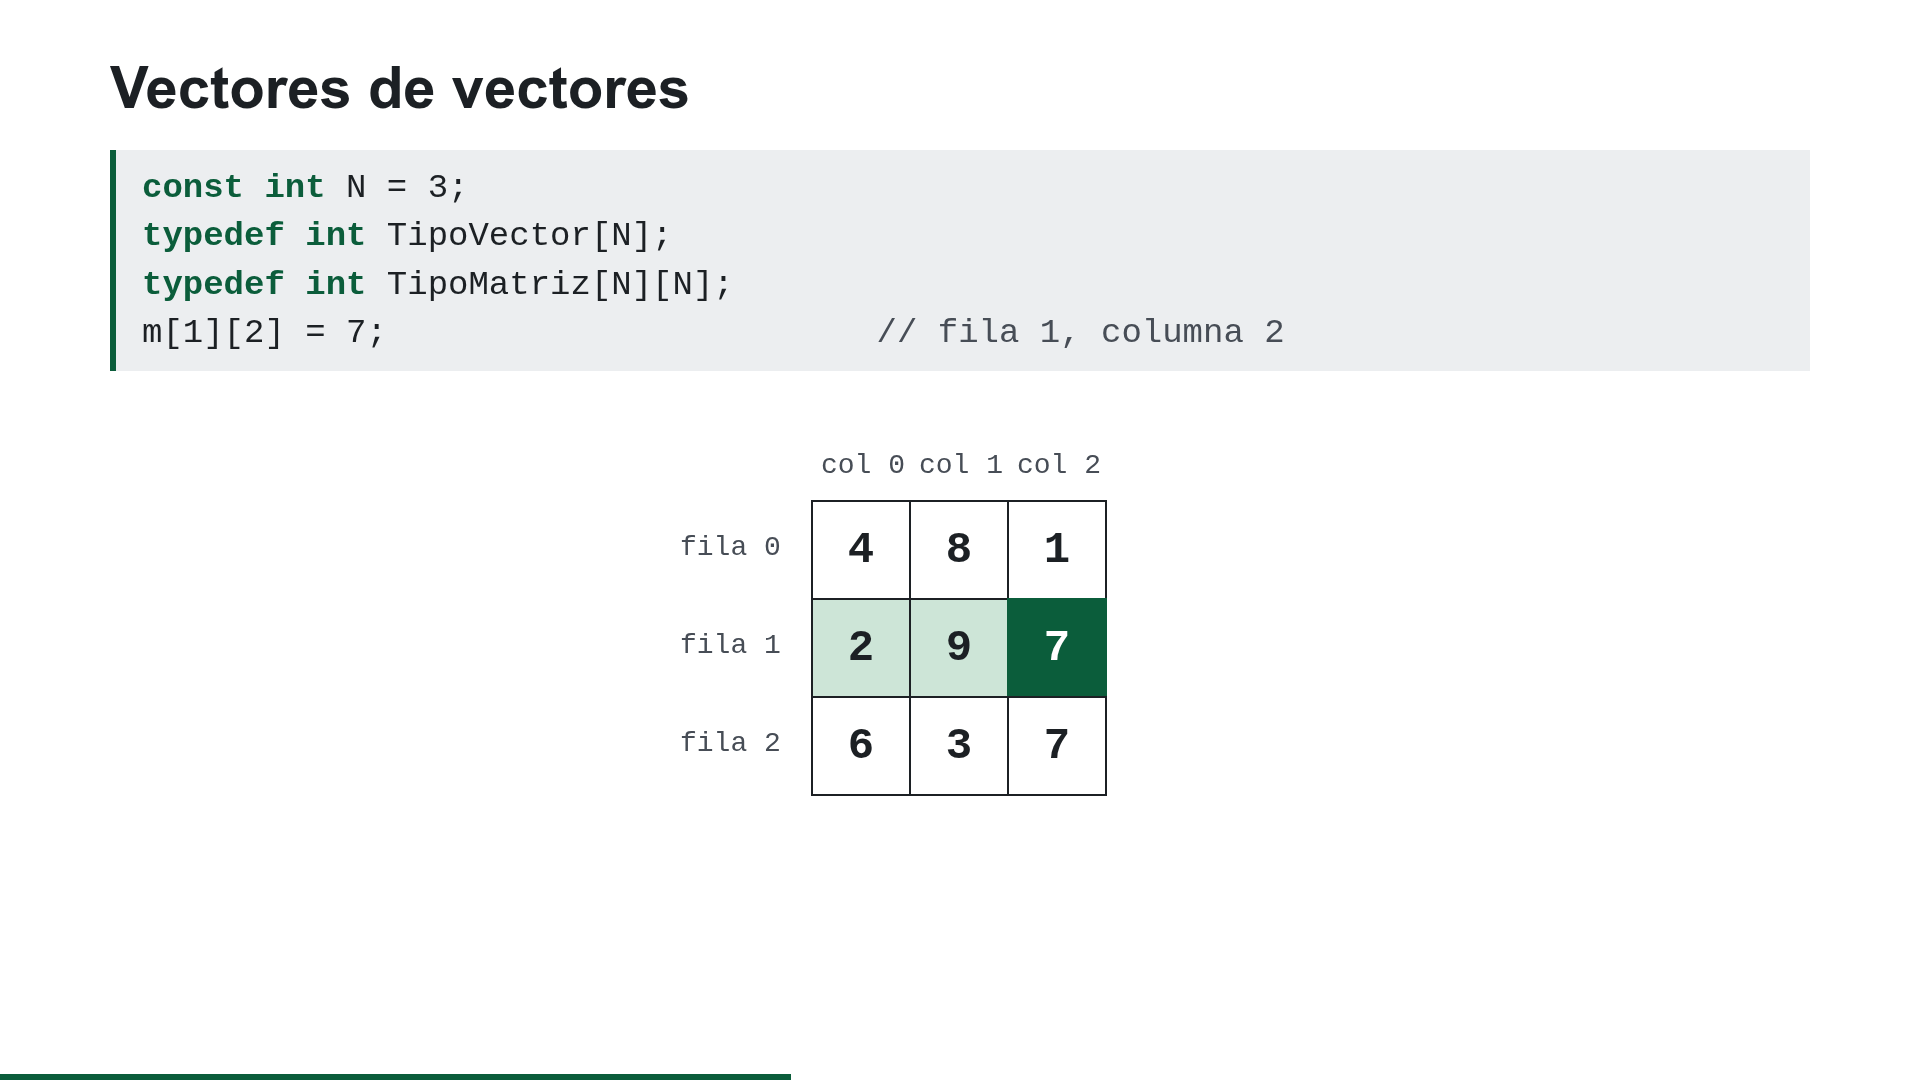 Vectores de vectores
const int N = 3;
typedef int TipoVector[N];
typedef int TipoMatriz[N][N];
m[1][2] = 7; // fila 1, columna 2
col 0 col 1 col 2
fila 0 4 8 1
fila 1 2 9 7
fila 2 6 3 7